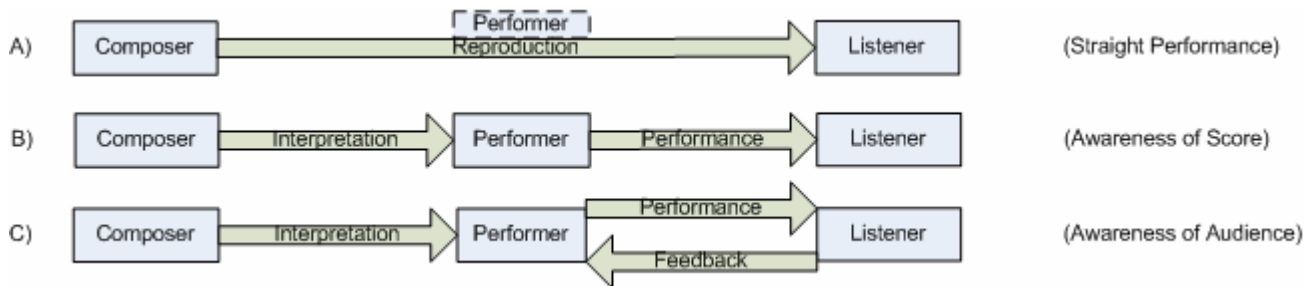 Performer
A) Composer Reproduction Listener (Straight Performance)
B) Composer Interpretation Performer Performance Listener (Awareness of Score)
Performance
C) Composer Interpretation Performer Listener (Awareness of Audience)
Feedback